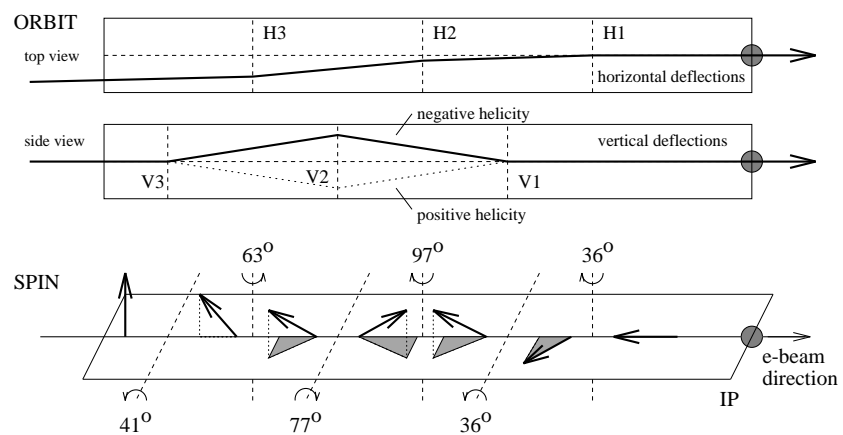 ORBIT
H3
H2
H1
top view
horizontal deflections
negative helicity
side view
vertical deflections
V3
V2
V1
positive helicity
63°
97°
36°
SPIN
e-beam
direction
IP
41°
77°
36°